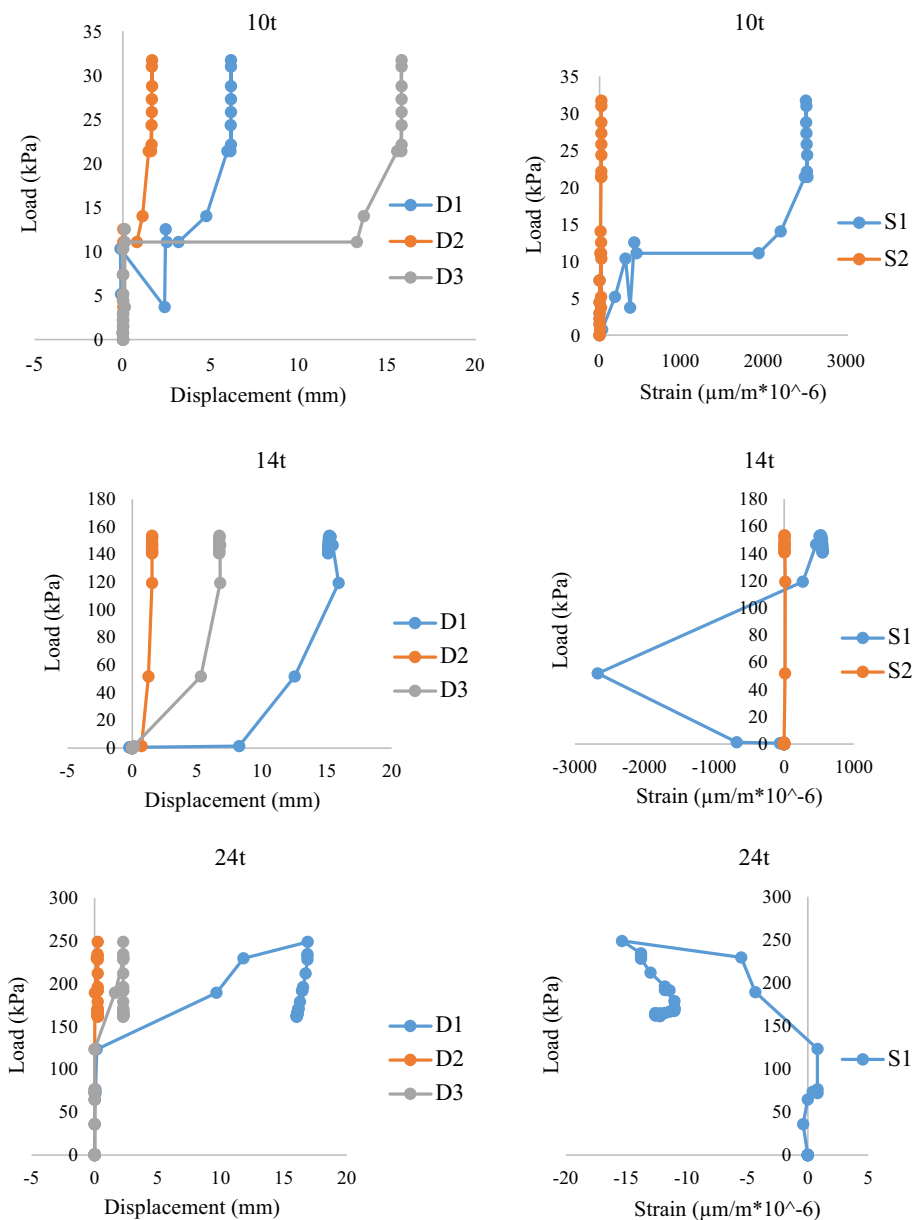 10t
35
30
25
20
15
10
5
0
-5 0 5 10 15 20
Load (kPa)
Displacement (mm)
D1
D2
D3
10t
35
30
25
20
15
10
5
0
0 1000 2000 3000
Load (kPa)
Strain (µm/m*10^-6)
S1
S2
14t
180
160
140
120
100
80
60
40
20
0
-5 0 5 10 15 20
Load (kPa)
Displacement (mm)
D1
D2
D3
14t
180
160
140
120
100
80
60
40
20
0
-3000 -2000 -1000 0 1000
Load (kPa)
Strain (µm/m*10^-6)
S1
S2
24t
300
250
200
150
100
50
0
-5 0 5 10 15 20
Load (kPa)
Displacement (mm)
D1
D2
D3
24t
300
250
200
150
100
50
0
-20 -15 -10 -5 0 5
Load (kPa)
Strain (µm/m*10^-6)
S1